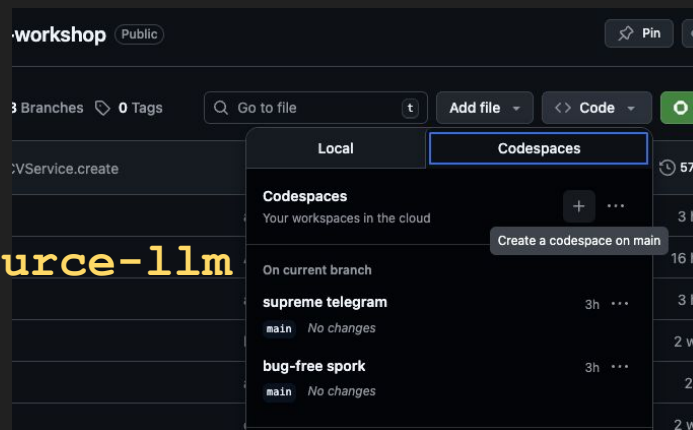 -workshop Public Pin
3 Branches 0 Tags Go to file t Add file <> Code
Local Codespaces
CVService.create 57
Codespaces
Your workspaces in the cloud
Create a codespace on main
3
urce-llm 16
On current branch
supreme telegram 3h 3
main No changes
2 w
bug-free spork 3h
2
main No changes
2 w